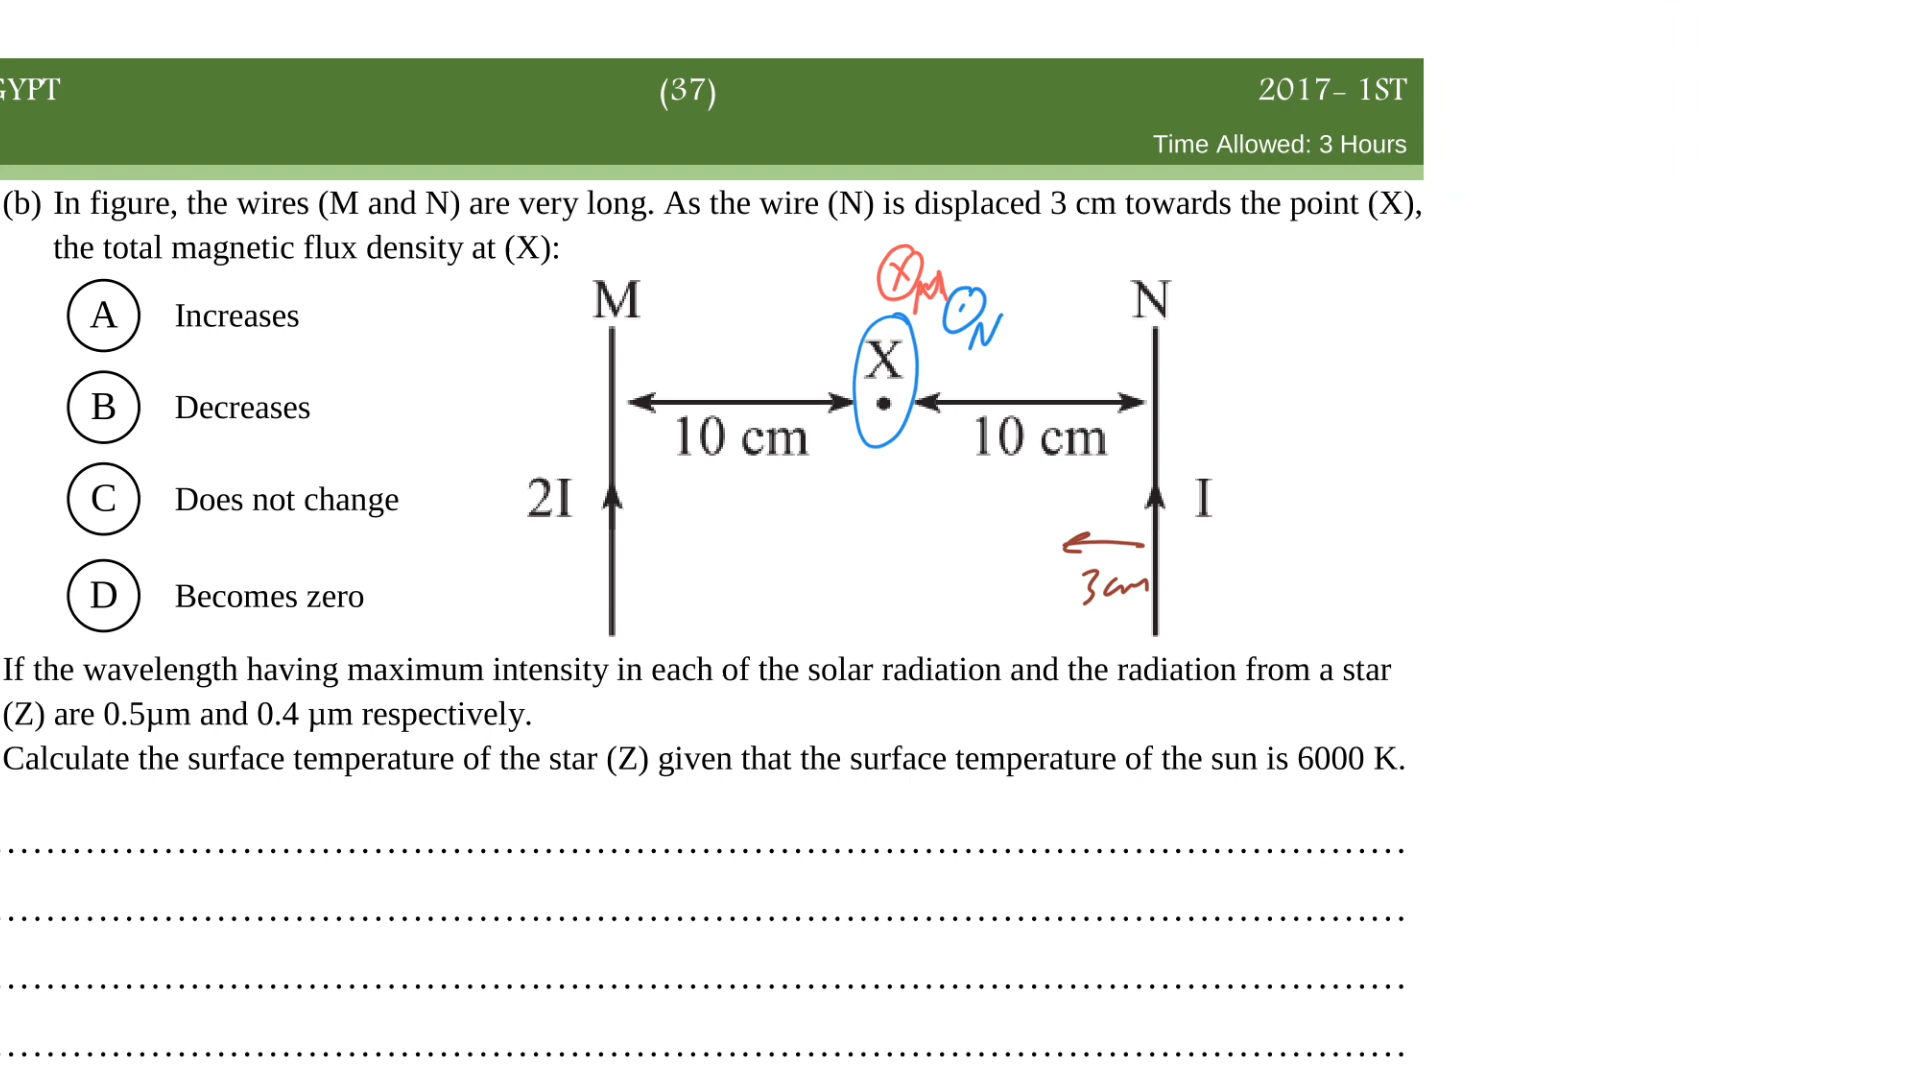 GYPT (37) 2017– 1ST
Time Allowed: 3 Hours
(b) In figure, the wires (M and N) are very long. As the wire (N) is displaced 3 cm towards the point (X),
the total magnetic flux density at (X):
A Increases
B Decreases
C Does not change
D Becomes zero
M
X M
N
N
X
10 cm
10 cm
2I
I
3cm
If the wavelength having maximum intensity in each of the solar radiation and the radiation from a star
(Z) are 0.5µm and 0.4 µm respectively.
Calculate the surface temperature of the star (Z) given that the surface temperature of the sun is 6000 K.